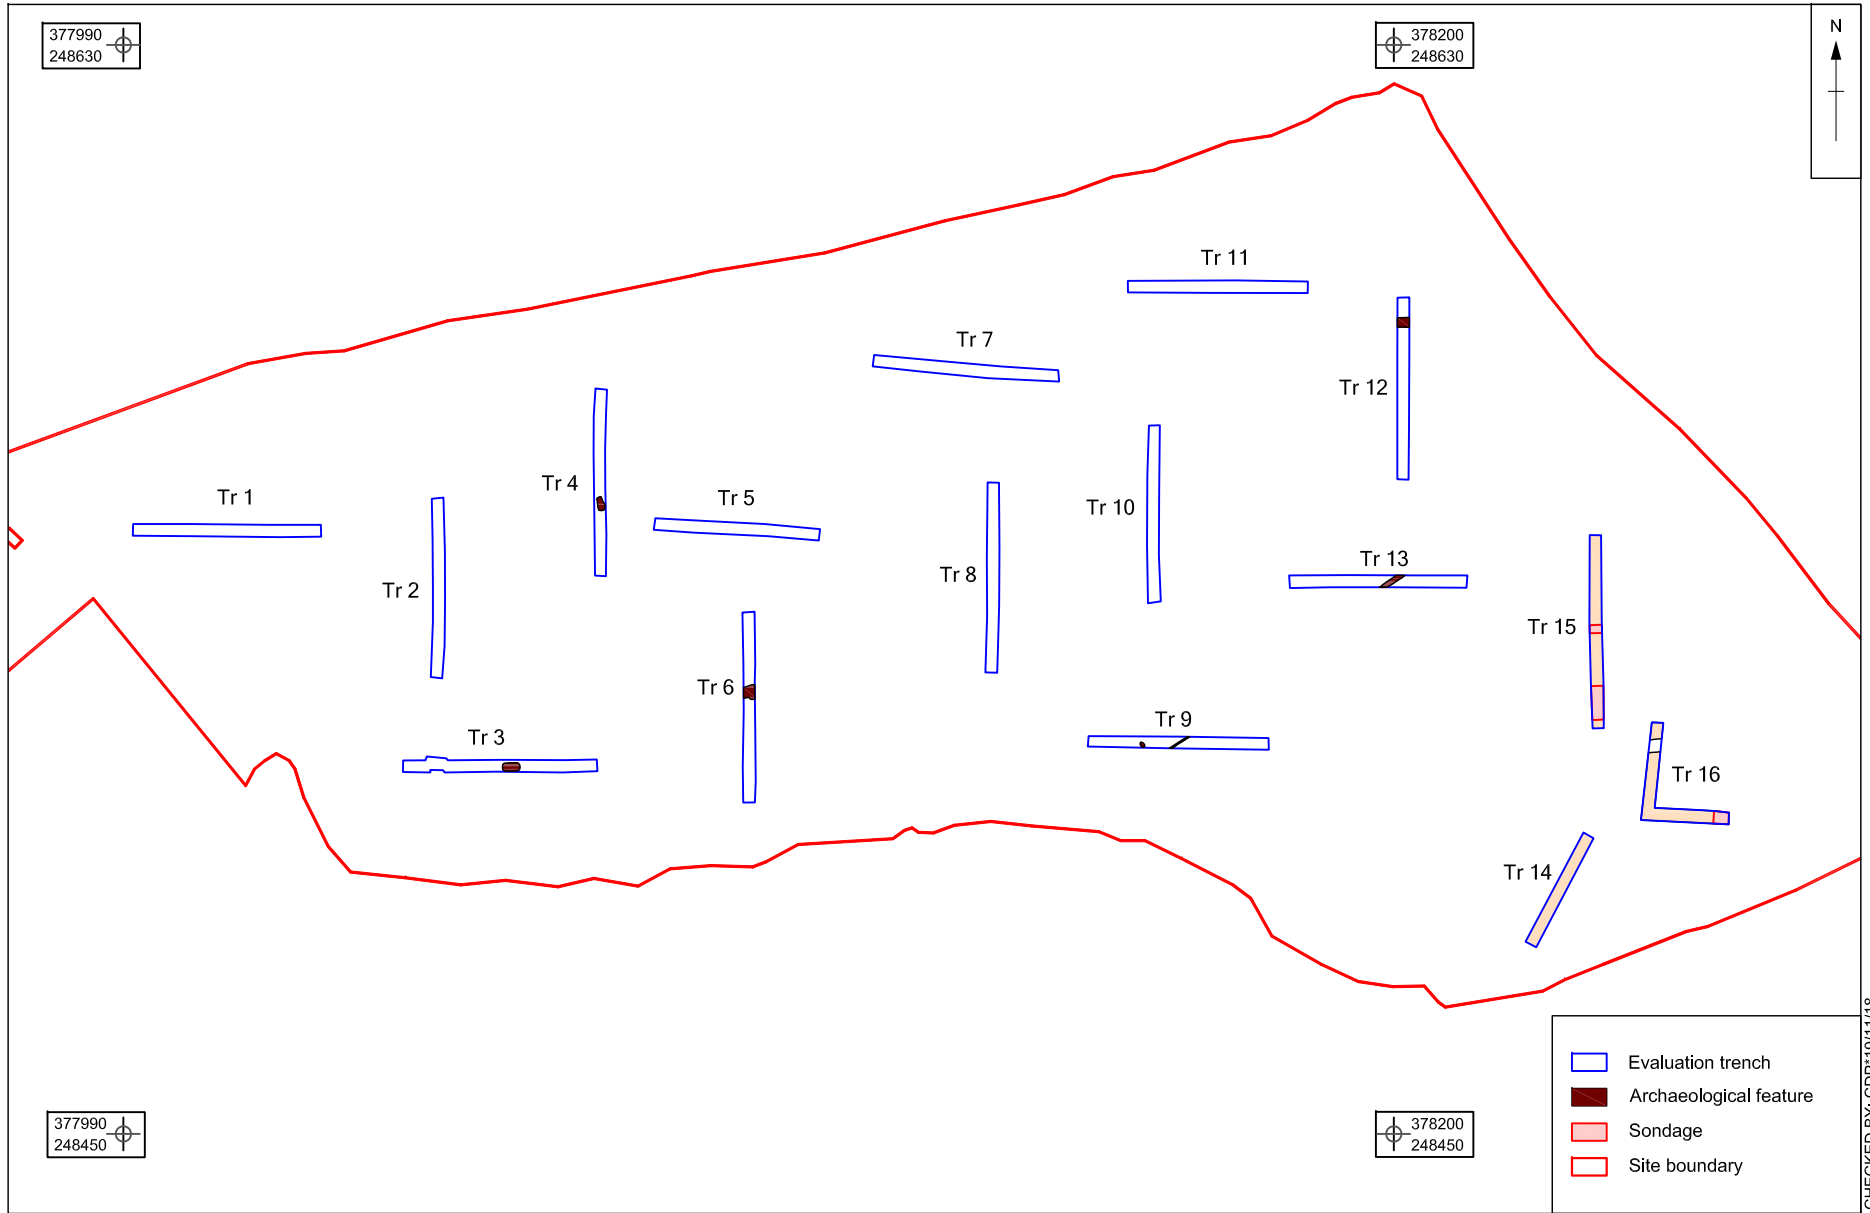 377990
248630
378200
248630
N
Tr 11
Tr 7
Tr 12
Tr 4
Tr 1
Tr 5
Tr 10
Tr 13
Tr 8
Tr 2
Tr 15
Tr 6
Tr 9
Tr 3
Tr 16
Tr 14
377990
248450
378200
248450
Evaluation trench
Archaeological feature
Sondage
Site boundary
CHECKED BY: